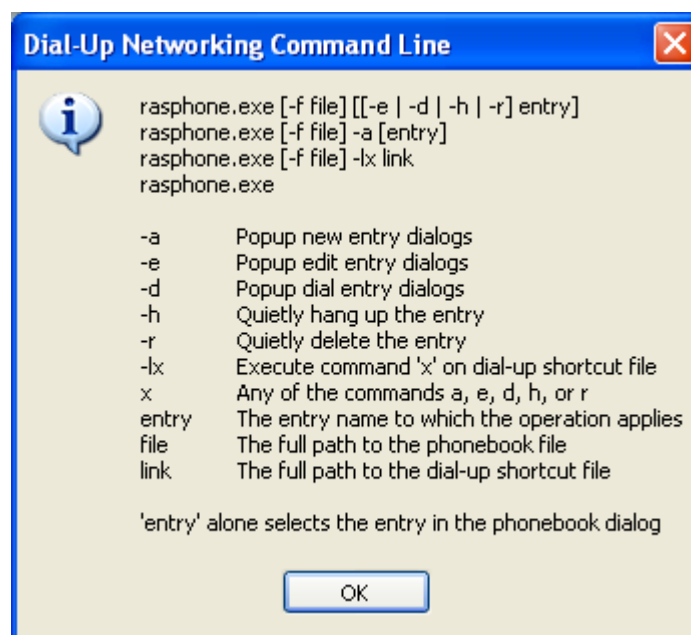 Dial-Up Networking Command Line
rasphone.exe [-f file] [[-e | -d | -h | -r] entry]
rasphone.exe [-f file] -a [entry]
rasphone.exe [-f file] -lx link
rasphone.exe
-a Popup new entry dialogs
-e Popup edit entry dialogs
-d Popup dial entry dialogs
-h Quietly hang up the entry
-r Quietly delete the entry
-lx Execute command 'x' on dial-up shortcut file
x Any of the commands a, e, d, h, or r
entry The entry name to which the operation applies
file The full path to the phonebook file
link The full path to the dial-up shortcut file
'entry' alone selects the entry in the phonebook dialog
OK